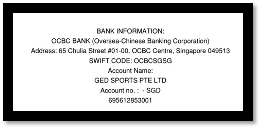 BANK INFORMATION:
OCBC BANK (Oversea-Chinese Banking Corporation)
Address: 65 Chulia Street #01-00, OCBC Centre, Singapore 049513
SWIFT CODE: OCBCSGSG
Account Name:
GED SPORTS PTE LTD
Account no. : - SGD
695612853001